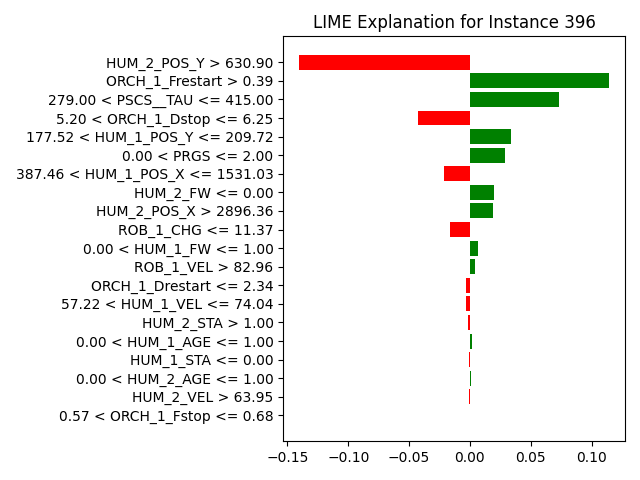 LIME Explanation for Instance 396
HUM_2_POS_Y > 630.90
ORCH_1_Frestart > 0.39
279.00 < PSCS__TAU <= 415.00
5.20 < ORCH_1_Dstop <= 6.25
177.52 < HUM_1_POS_Y <= 209.72
0.00 < PRGS <= 2.00
387.46 < HUM_1_POS_X <= 1531.03
HUM_2_FW <= 0.00
HUM_2_POS_X > 2896.36
ROB_1_CHG <= 11.37
0.00 < HUM_1_FW <= 1.00
ROB_1_VEL > 82.96
ORCH_1_Drestart <= 2.34
57.22 < HUM_1_VEL <= 74.04
HUM_2_STA > 1.00
0.00 < HUM_1_AGE <= 1.00
HUM_1_STA <= 0.00
0.00 < HUM_2_AGE <= 1.00
HUM_2_VEL > 63.95
0.57 < ORCH_1_Fstop <= 0.68
−0.15 −0.10 −0.05 0.00 0.05 0.10